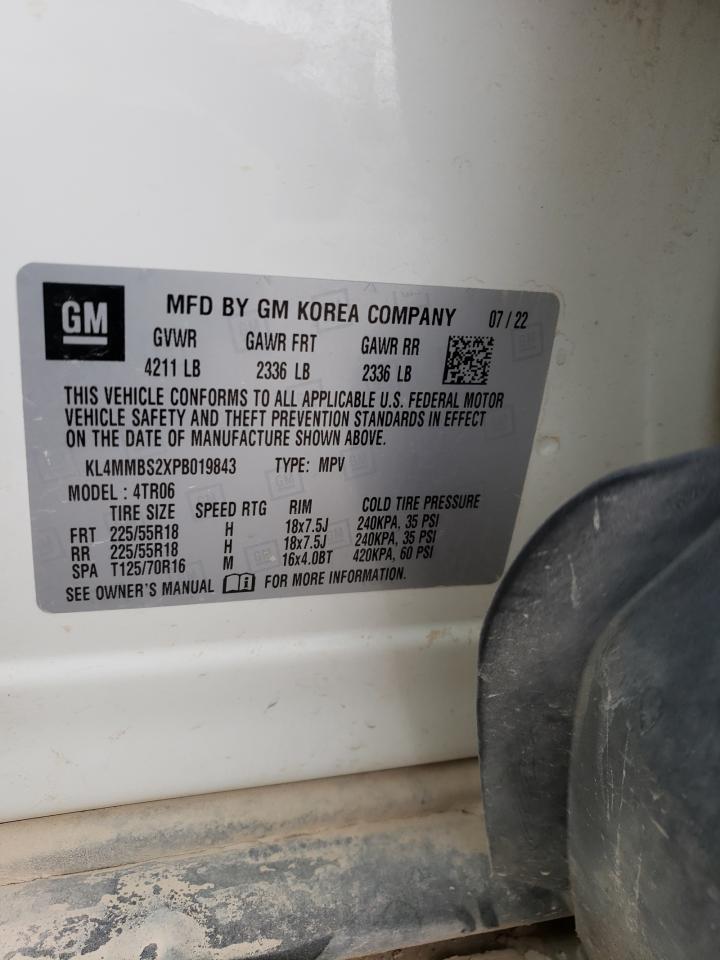 GM MFD BY GM KOREA COMPANY 07 / 22
GVWR GAWR FRT GAWR RR
4211 LB 2336 LB 2336 LB
THIS VEHICLE CONFORMS TO ALL APPLICABLE U.S. FEDERAL MOTOR
VEHICLE SAFETY AND THEFT PREVENTION STANDARDS IN EFFECT
ON THE DATE OF MANUFACTURE SHOWN ABOVE.
KL4MMBS2XPB019843 TYPE: MPV
MODEL : 4TR06
TIRE SIZE SPEED RTG RIM COLD TIRE PRESSURE
FRT 225/55R18 H 18x7.5J 240KPA, 35 PSI
RR 225/55R18 H 18x7.5J 240KPA, 35 PSI
SPA T125/70R16 M 16x4.0BT 420KPA, 60 PSI
SEE OWNER'S MANUAL FOR MORE INFORMATION.